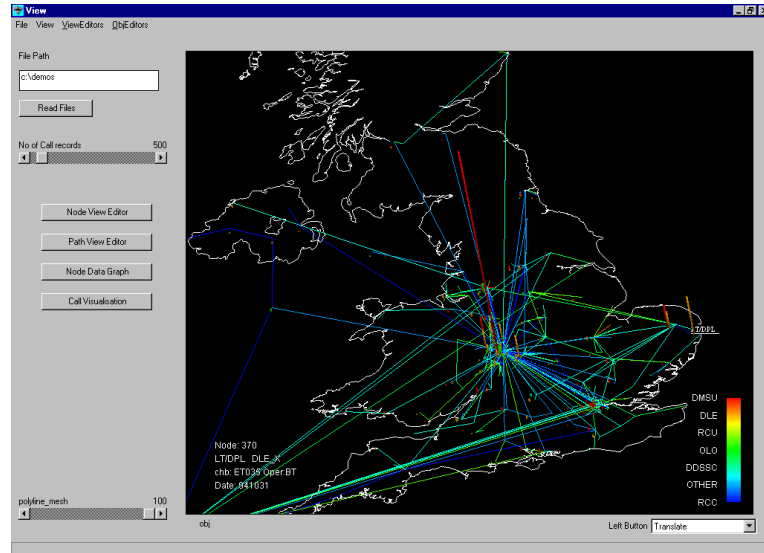 View
File View ViewEditors ObjEditors
File Path
c:\demos
Read Files
No of Call records 500
Node View Editor
Path View Editor
Node Data Graph
Call Visualisation
T/DPL
DMSU
DLE
RCU
OLO
DDSSC
OTHER
RCC
Node: 370
LT/DPL DLE_X
chb: ET035 Oper:BT
Date: 941031
polyline_mesh 100
obj
Left Button Translate